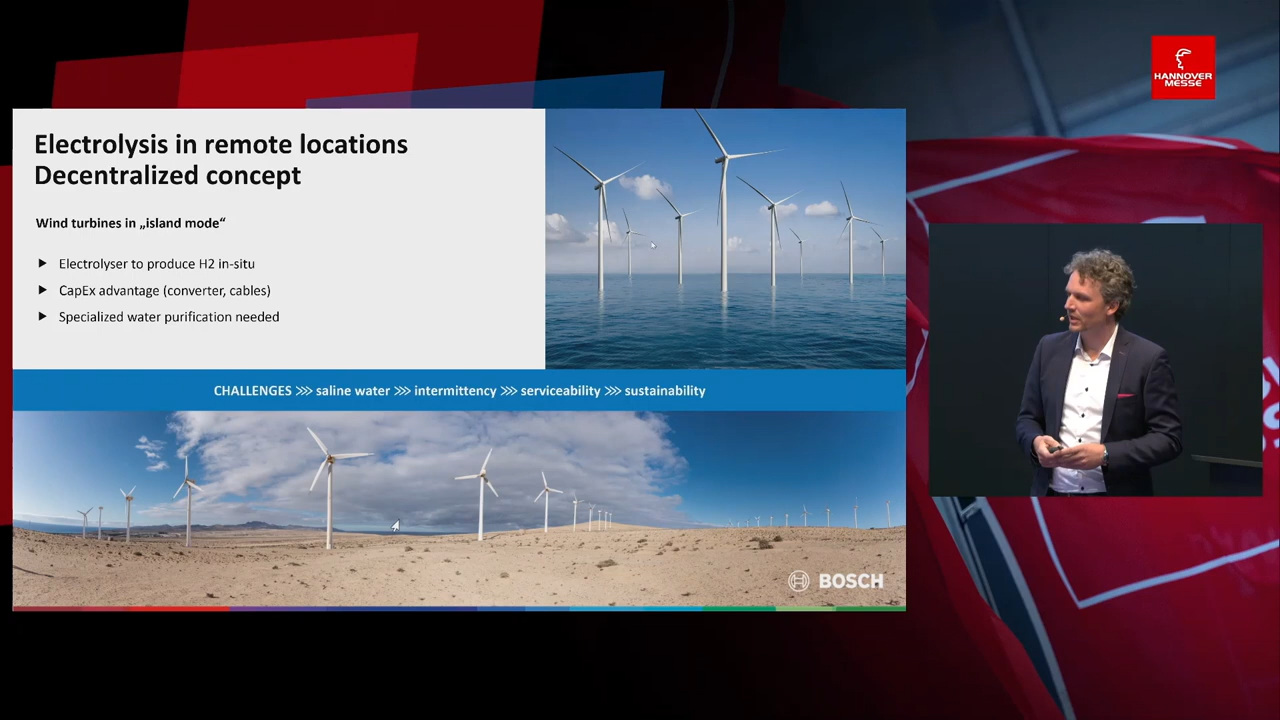 HANNOVER
MESSE
Electrolysis in remote locations
Decentralized concept
Wind turbines in „island mode“
Electrolyser to produce H2 in-situ
CapEx advantage (converter, cables)
Specialized water purification needed
CHALLENGES >>> saline water >>> intermittency >>> serviceability >>> sustainability
BOSCH